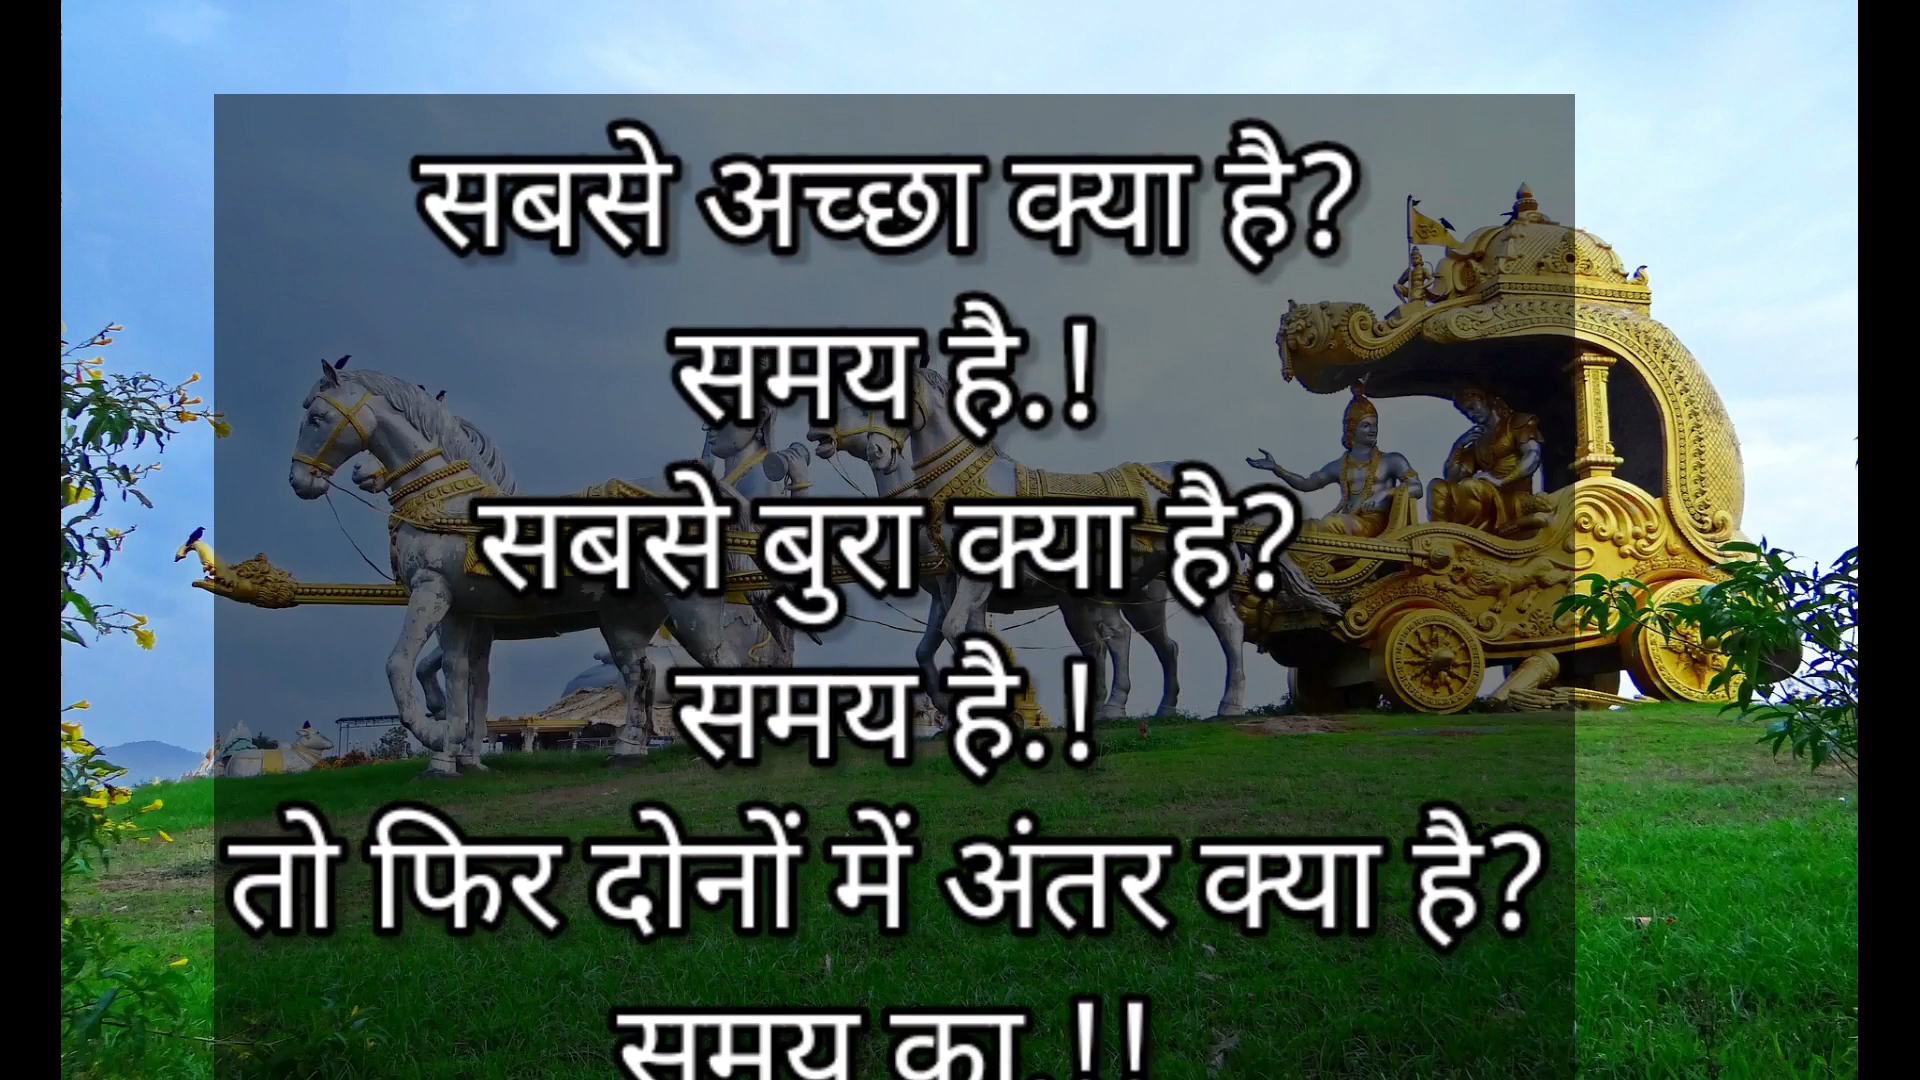 सबसे अच्छा क्या है?
समय है.!
सबसे बुरा क्या है?
समय है.!
तो फिर दोनों में अंतर क्या है?
समय का.!!